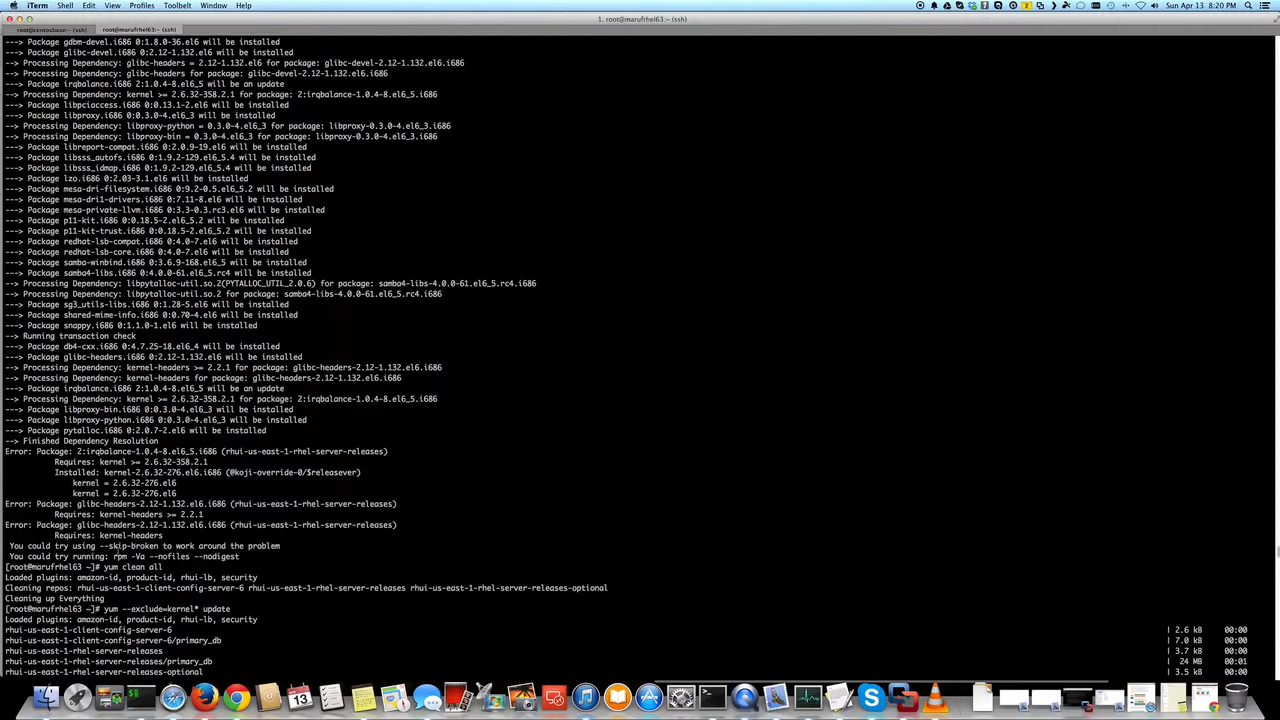 iTerm Shell Edit View Profiles Toolbelt Window Help
2
Sun Apr 13 8:20 PM
1. root@marufrhel63:~ (ssh)
root@centosbase:~ (ssh)
root@marufrhel63:~ (ssh)
---> Package gdbm-devel.i686 0:1.8.0-36.el6 will be installed
---> Package glibc-devel.i686 0:2.12-1.132.el6 will be installed
--> Processing Dependency: glibc-headers = 2.12-1.132.el6 for package: glibc-devel-2.12-1.132.el6.i686
--> Processing Dependency: glibc-headers for package: glibc-devel-2.12-1.132.el6.i686
---> Package irqbalance.i686 2:1.0.4-8.el6_5 will be an update
--> Processing Dependency: kernel >= 2.6.32-358.2.1 for package: 2:irqbalance-1.0.4-8.el6_5.i686
---> Package libpciaccess.i686 0:0.13.1-2.el6 will be installed
---> Package libproxy.i686 0:0.3.0-4.el6_3 will be installed
--> Processing Dependency: libproxy-python = 0.3.0-4.el6_3 for package: libproxy-0.3.0-4.el6_3.i686
--> Processing Dependency: libproxy-bin = 0.3.0-4.el6_3 for package: libproxy-0.3.0-4.el6_3.i686
---> Package libreport-compat.i686 0:2.0.9-19.el6 will be installed
---> Package libsss_autofs.i686 0:1.9.2-129.el6_5.4 will be installed
---> Package libsss_idmap.i686 0:1.9.2-129.el6_5.4 will be installed
---> Package lzo.i686 0:2.03-3.1.el6 will be installed
---> Package mesa-dri-filesystem.i686 0:9.2-0.5.el6_5.2 will be installed
---> Package mesa-dri1-drivers.i686 0:7.11-8.el6 will be installed
---> Package mesa-private-llvm.i686 0:3.3-0.3.rc3.el6 will be installed
---> Package p11-kit.i686 0:0.18.5-2.el6_5.2 will be installed
---> Package p11-kit-trust.i686 0:0.18.5-2.el6_5.2 will be installed
---> Package redhat-lsb-compat.i686 0:4.0-7.el6 will be installed
---> Package redhat-lsb-core.i686 0:4.0-7.el6 will be installed
---> Package samba-winbind.i686 0:3.6.9-168.el6_5 will be installed
---> Package samba4-libs.i686 0:4.0.0-61.el6_5.rc4 will be installed
--> Processing Dependency: libpytalloc-util.so.2(PYTALLOC_UTIL_2.0.6) for package: samba4-libs-4.0.0-61.el6_5.rc4.i686
--> Processing Dependency: libpytalloc-util.so.2 for package: samba4-libs-4.0.0-61.el6_5.rc4.i686
---> Package sg3_utils-libs.i686 0:1.28-5.el6 will be installed
---> Package shared-mime-info.i686 0:0.70-4.el6 will be installed
---> Package snappy.i686 0:1.1.0-1.el6 will be installed
--> Running transaction check
---> Package db4-cxx.i686 0:4.7.25-18.el6_4 will be installed
---> Package glibc-headers.i686 0:2.12-1.132.el6 will be installed
--> Processing Dependency: kernel-headers >= 2.2.1 for package: glibc-headers-2.12-1.132.el6.i686
--> Processing Dependency: kernel-headers for package: glibc-headers-2.12-1.132.el6.i686
---> Package irqbalance.i686 2:1.0.4-8.el6_5 will be an update
--> Processing Dependency: kernel >= 2.6.32-358.2.1 for package: 2:irqbalance-1.0.4-8.el6_5.i686
---> Package libproxy-bin.i686 0:0.3.0-4.el6_3 will be installed
---> Package libproxy-python.i686 0:0.3.0-4.el6_3 will be installed
---> Package pytalloc.i686 0:2.0.7-2.el6 will be installed
--> Finished Dependency Resolution
Error: Package: 2:irqbalance-1.0.4-8.el6_5.i686 (rhui-us-east-1-rhel-server-releases)
Requires: kernel >= 2.6.32-358.2.1
Installed: kernel-2.6.32-276.el6.i686 (@koji-override-0/$releasever)
kernel = 2.6.32-276.el6
kernel = 2.6.32-276.el6
Error: Package: glibc-headers-2.12-1.132.el6.i686 (rhui-us-east-1-rhel-server-releases)
Requires: kernel-headers >= 2.2.1
Error: Package: glibc-headers-2.12-1.132.el6.i686 (rhui-us-east-1-rhel-server-releases)
Requires: kernel-headers
You could try using --skip-broken to work around the problem
You could try running: rpm -Va --nofiles --nodigest
[root@marufrhel63 ~]# yum clean all
Loaded plugins: amazon-id, product-id, rhui-lb, security
Cleaning repos: rhui-us-east-1-client-config-server-6 rhui-us-east-1-rhel-server-releases rhui-us-east-1-rhel-server-releases-optional
Cleaning up Everything
[root@marufrhel63 ~]# yum --exclude=kernel* update
Loaded plugins: amazon-id, product-id, rhui-lb, security
rhui-us-east-1-client-config-server-6 | 2.6 kB 00:00
rhui-us-east-1-client-config-server-6/primary_db | 7.0 kB 00:00
rhui-us-east-1-rhel-server-releases | 3.7 kB 00:00
rhui-us-east-1-rhel-server-releases/primary_db | 24 MB 00:01
rhui-us-east-1-rhel-server-releases-optional | 3.5 kB 00:00
13